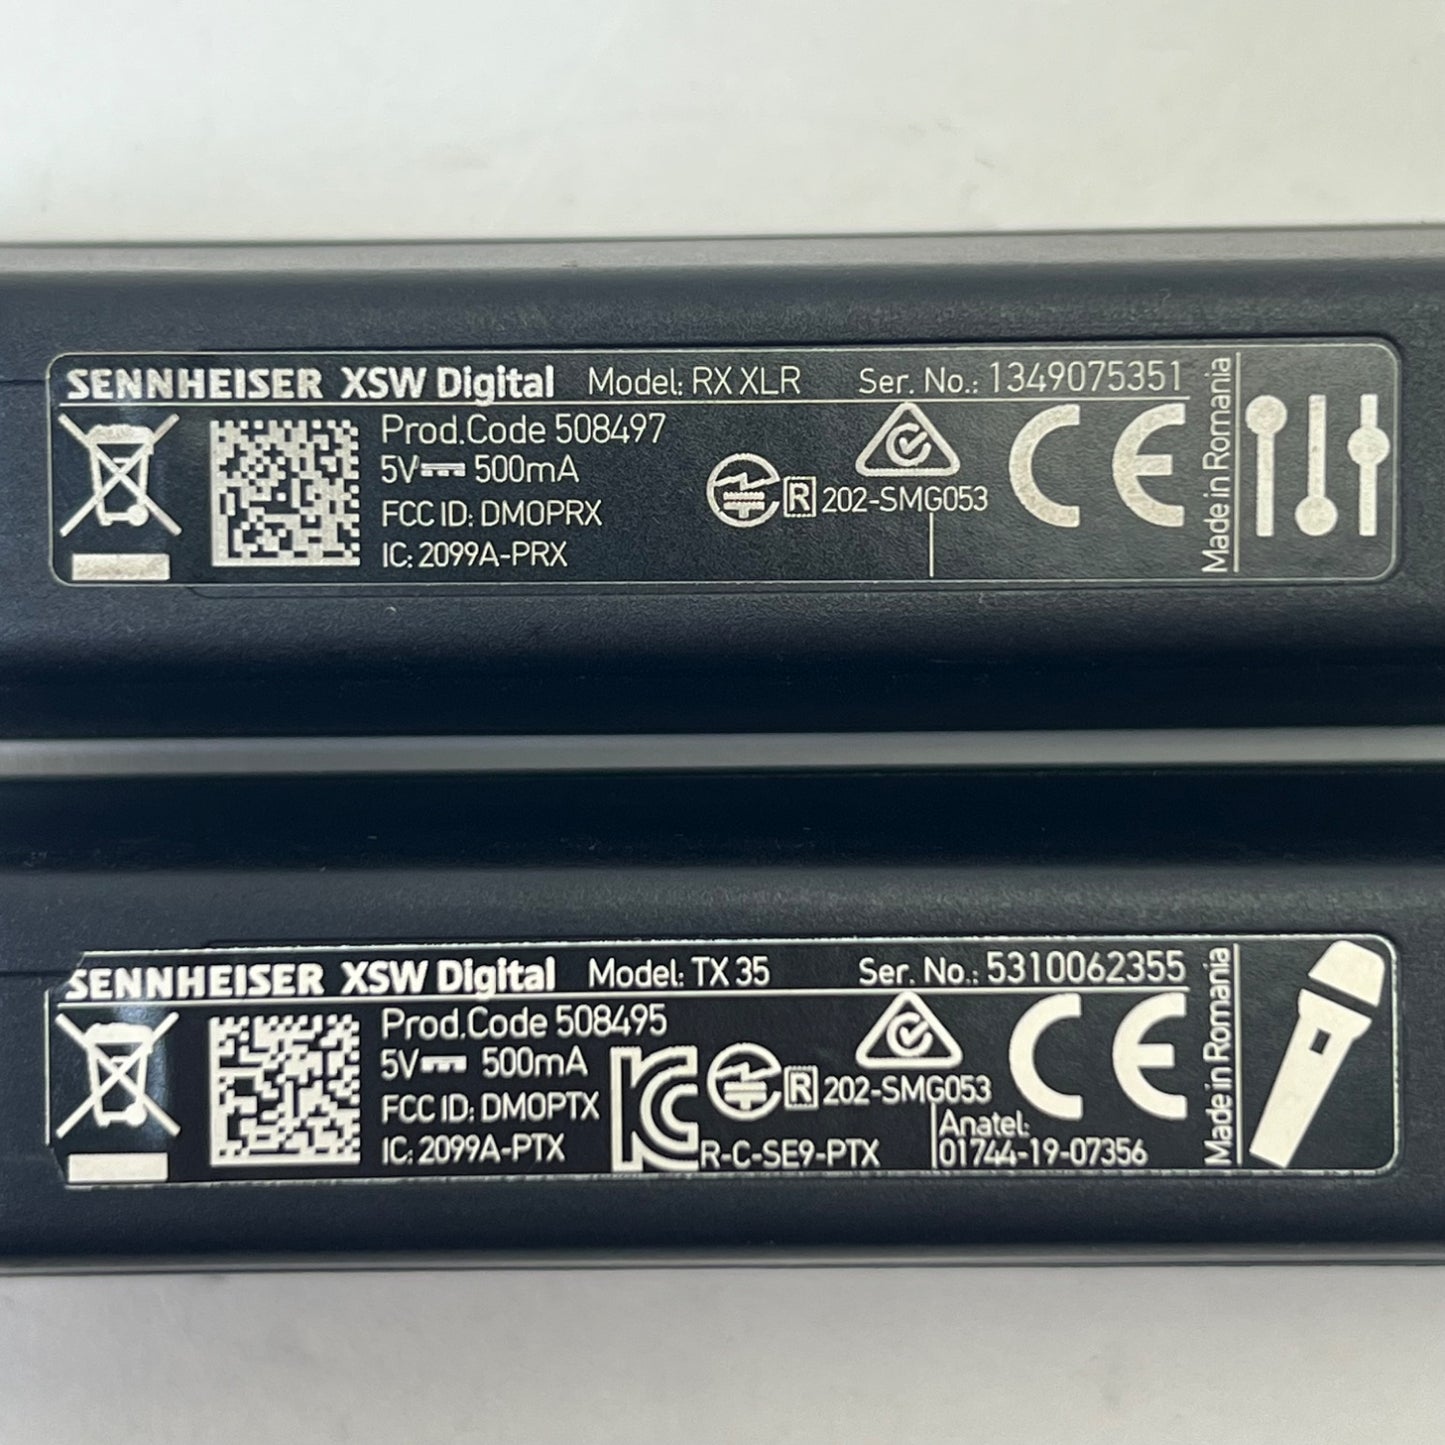 SENNHEISER XSW Digital Model: RX XLR Ser. No.: 1349075351
Prod.Code 508497
5V 500mA
FCC ID: DMOPRX
IC: 2099A-PRX
R 202-SMG053
CE
Made in Romania
SENNHEISER XSW Digital Model: TX 35 Ser. No.: 5310062355
Prod.Code 508495
5V 500mA
FCC ID: DMOPTX
IC: 2099A-PTX
R-C-SE9-PTX
R 202-SMG053
Anatel:
01744-19-07356
CE
Made in Romania